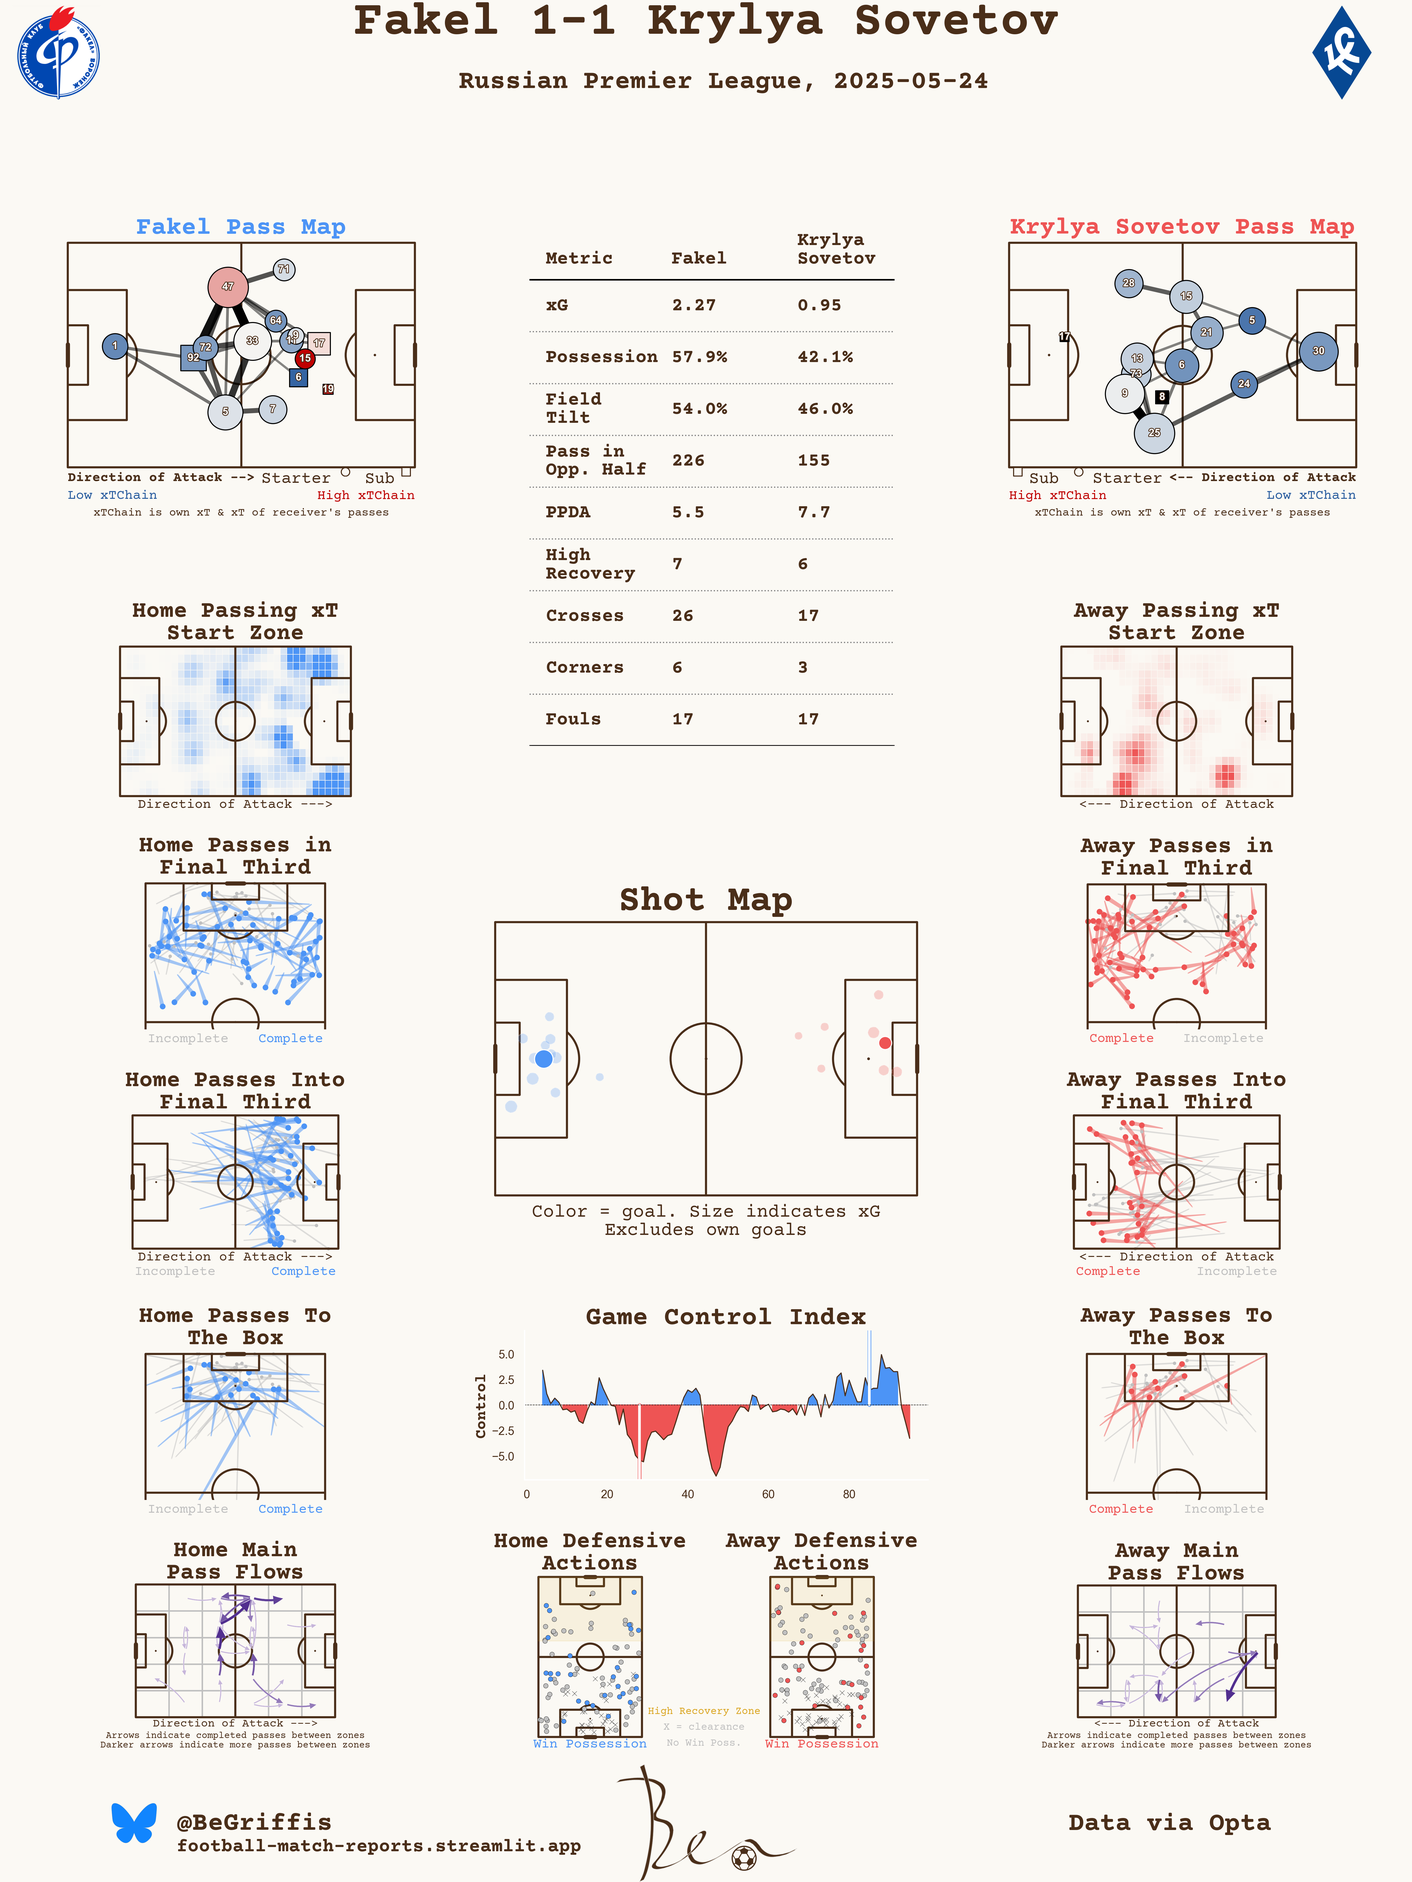 Fakel 1-1 Krylya Sovetov
Russian Premier League, 2025-05-24
ФУТБОЛЬНЫЙ КЛУБ «ФАКЕЛ» ВОРОНЕЖ
Fakel Pass Map
47
71
64
9
11
17
33
72
92
1
15
6
19
5
7
Direction of Attack --> Starter Sub
Low xTChain High xTChain
xTChain is own xT & xT of receiver's passes
Metric Fakel Krylya
Sovetov
xG 2.27 0.95
Possession 57.9% 42.1%
Field
Tilt 54.0% 46.0%
Pass in
Opp. Half 226 155
PPDA 5.5 7.7
High
Recovery 7 6
Crosses 26 17
Corners 6 3
Fouls 17 17
Krylya Sovetov Pass Map
28
15
5
21
17
30
13
6
73
24
9
8
25
Sub Starter <-- Direction of Attack
High xTChain Low xTChain
xTChain is own xT & xT of receiver's passes
Home Passing xT
Start Zone
Direction of Attack --->
Away Passing xT
Start Zone
<--- Direction of Attack
Home Passes in
Final Third
Incomplete Complete
Shot Map
Color = goal. Size indicates xG
Excludes own goals
Away Passes in
Final Third
Complete Incomplete
Home Passes Into
Final Third
Direction of Attack --->
Incomplete Complete
Away Passes Into
Final Third
<--- Direction of Attack
Complete Incomplete
Home Passes To
The Box
Incomplete Complete
Game Control Index
Control
5.0
2.5
0.0
−2.5
−5.0
0 20 40 60 80
Away Passes To
The Box
Complete Incomplete
Home Main
Pass Flows
Direction of Attack --->
Arrows indicate completed passes between zones
Darker arrows indicate more passes between zones
Home Defensive
Actions
Win Possession
Away Defensive
Actions
Win Possession
High Recovery Zone
X = clearance
No Win Poss.
Away Main
Pass Flows
<--- Direction of Attack
Arrows indicate completed passes between zones
Darker arrows indicate more passes between zones
@BeGriffis
football-match-reports.streamlit.app
Ben
Data via Opta